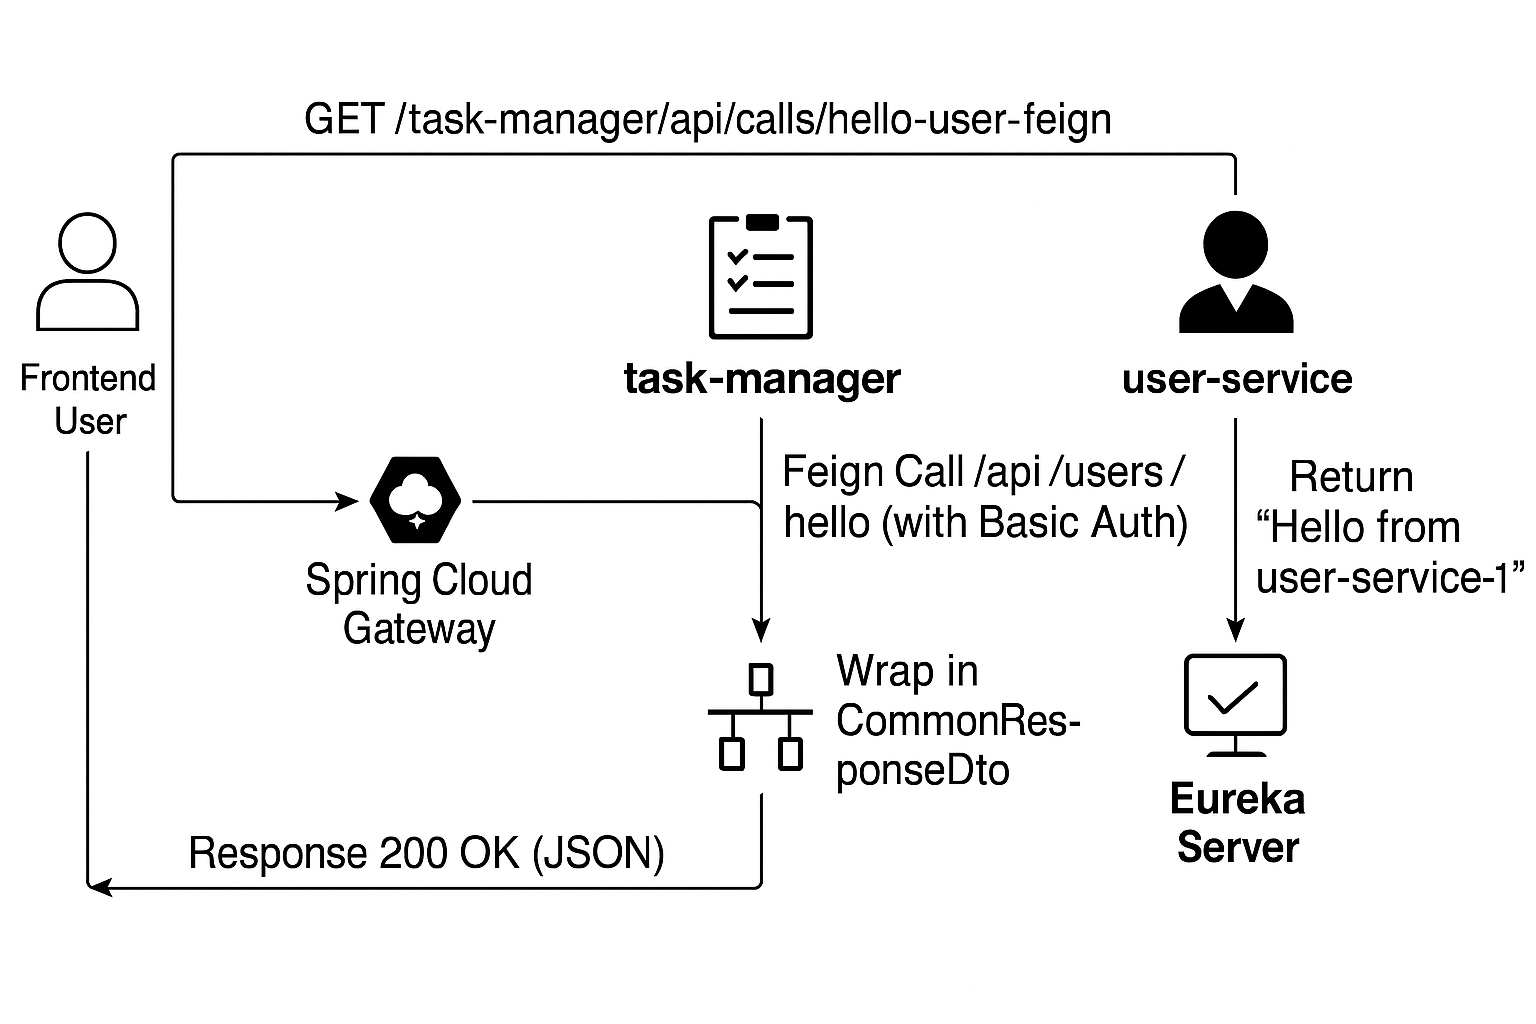 GET /task-manager/api/calls/hello-user-feign
Frontend
User
task-manager
user-service
Feign Call /api /users /
hello (with Basic Auth)
Return
“Hello from
user-service-1”
Spring Cloud
Gateway
Wrap in
CommonRes-
ponseDto
Eureka
Server
Response 200 OK (JSON)